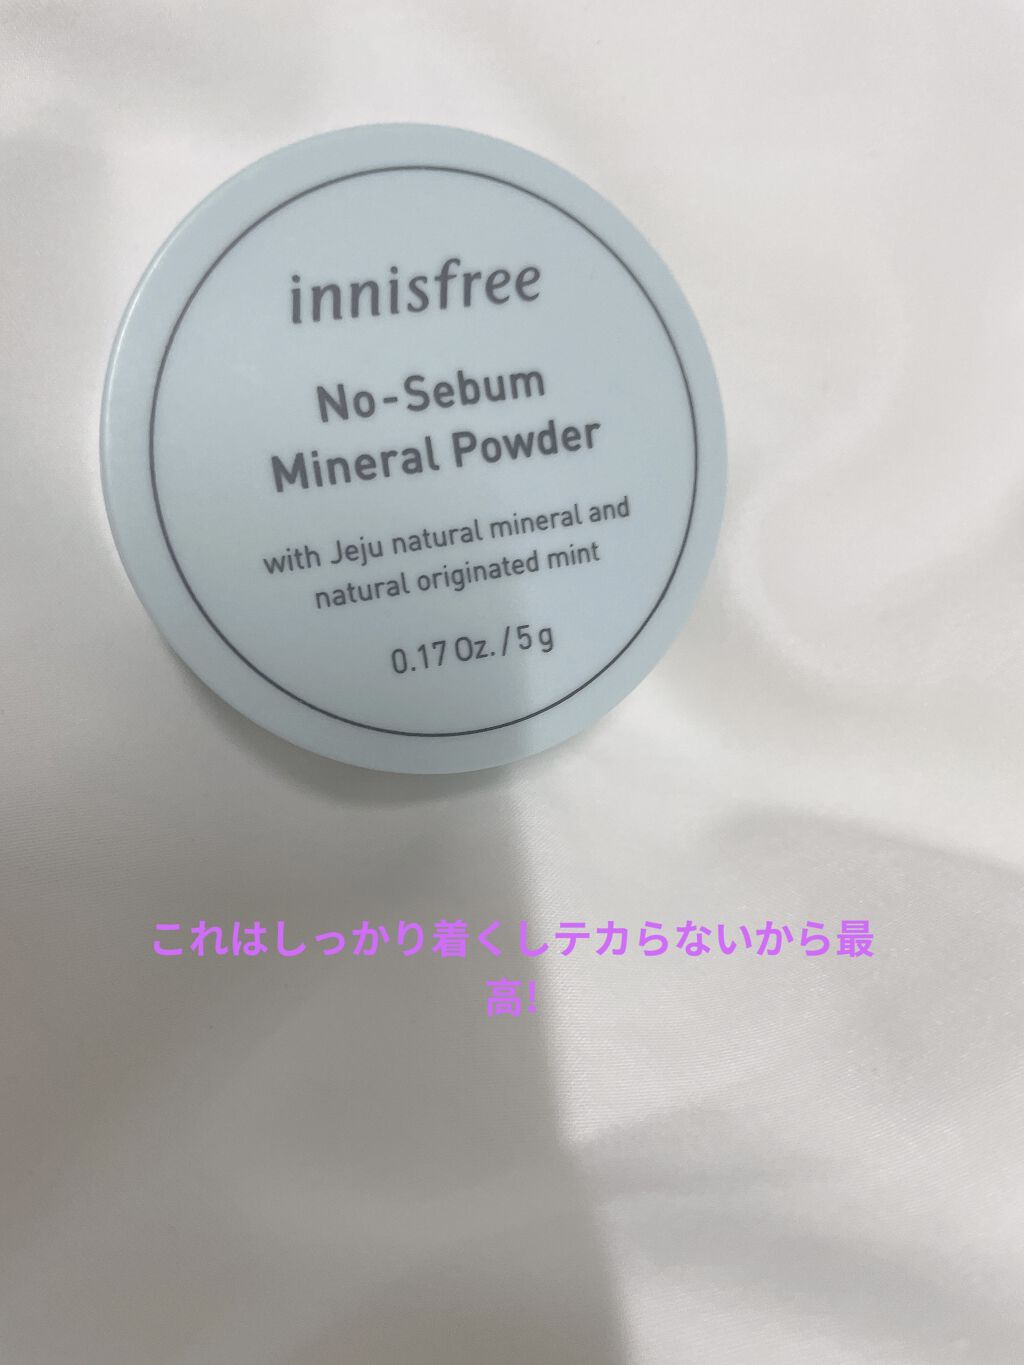 innisfree
No-Sebum
Mineral Powder
with Jeju natural mineral and
natural originated mint
0.17 Oz. / 5 g
これはしっかり着くしテカらないから最
高!